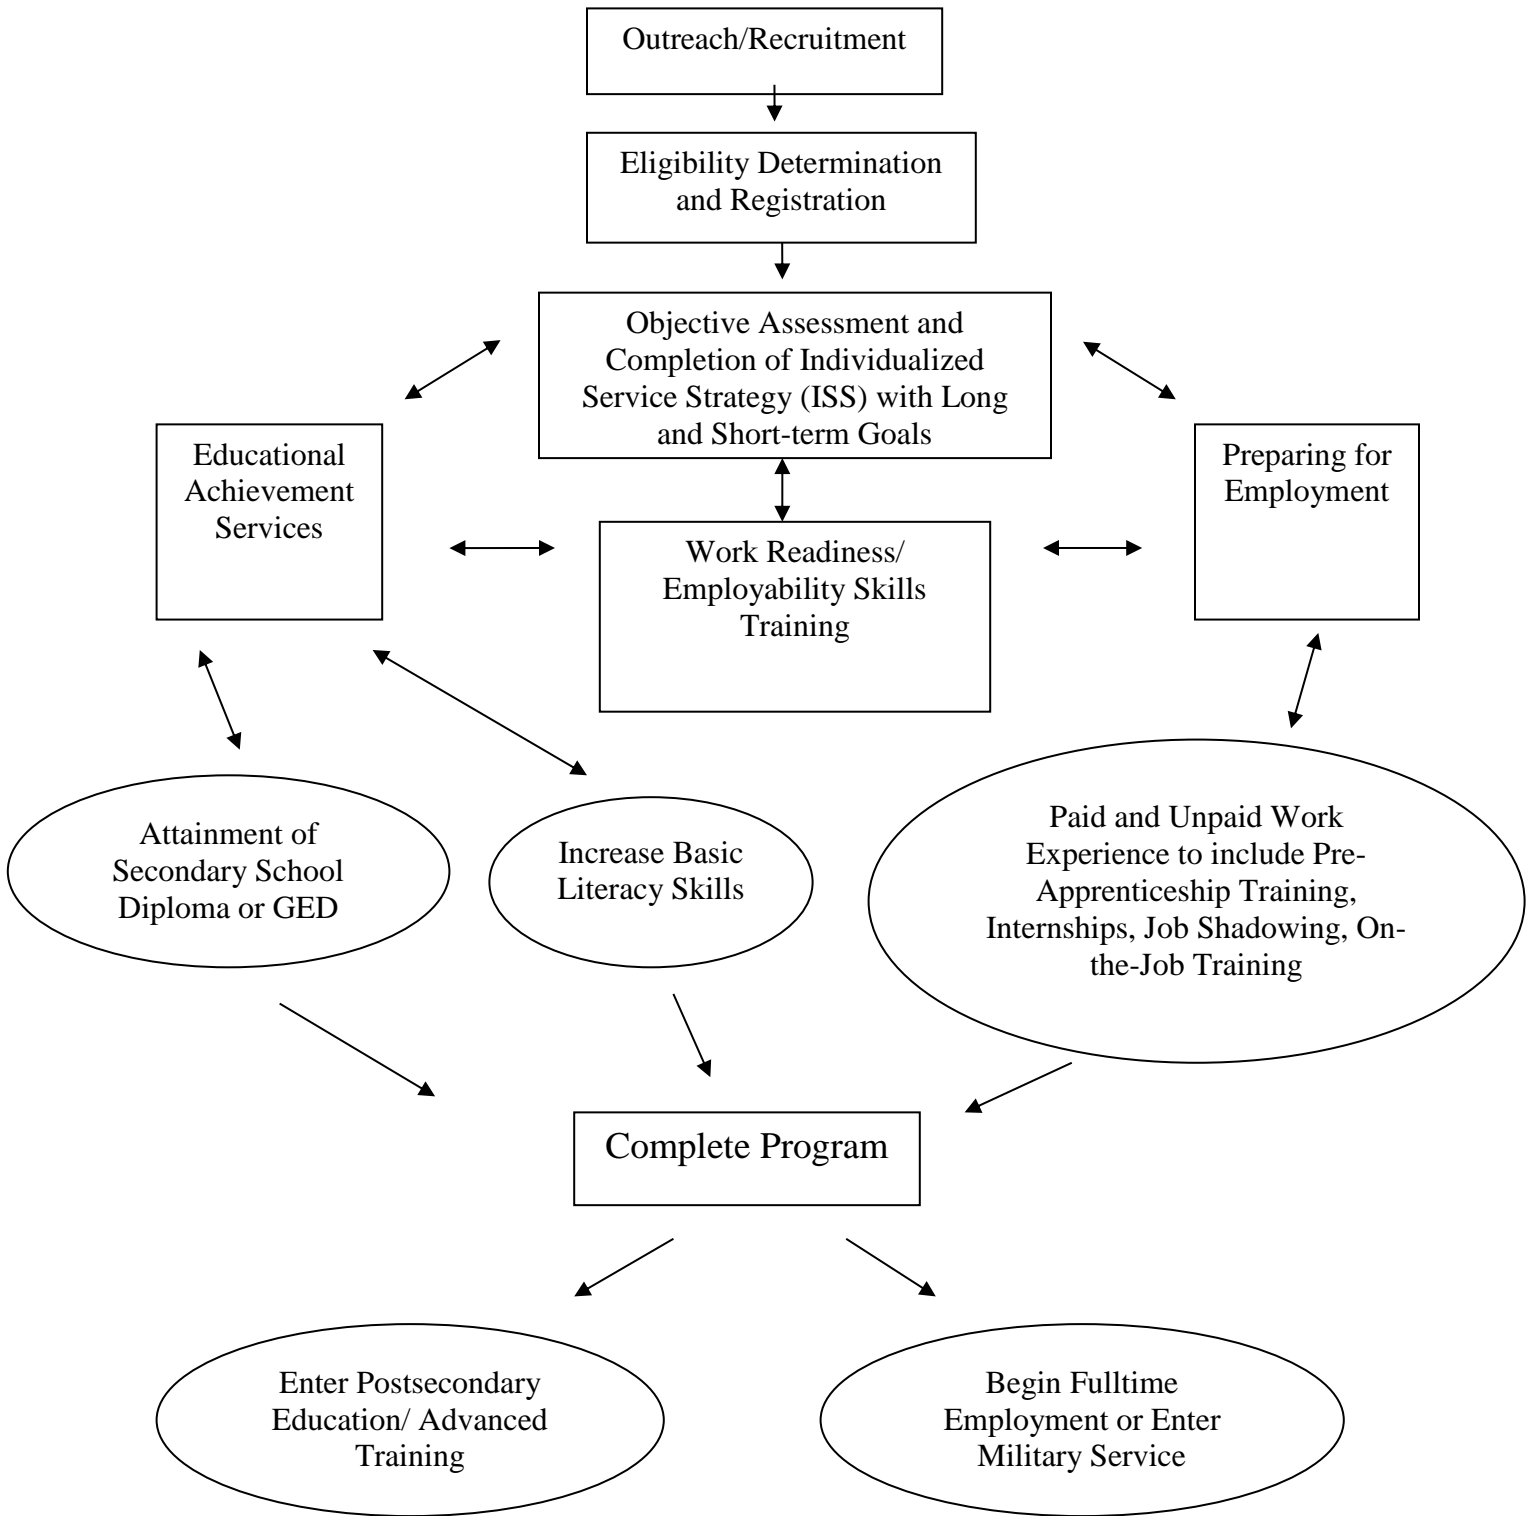 Outreach/Recruitment
Eligibility Determination
and Registration
Objective Assessment and
Completion of Individualized
Service Strategy (ISS) with Long
and Short-term Goals
Educational
Achievement
Services
Work Readiness/
Employability Skills
Training
Preparing for
Employment
Attainment of
Secondary School
Diploma or GED
Increase Basic
Literacy Skills
Paid and Unpaid Work
Experience to include Pre-
Apprenticeship Training,
Internships, Job Shadowing, On-
the-Job Training
Complete Program
Enter Postsecondary
Education/ Advanced
Training
Begin Fulltime
Employment or Enter
Military Service